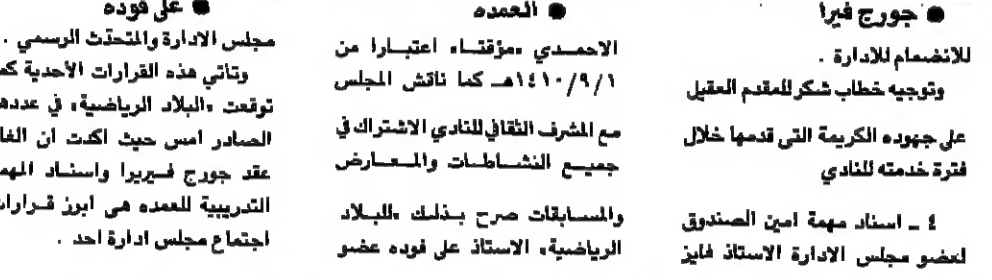 ● جورج فيرا
للانضمام للادارة .
وتوجيه خطاب شكر للمقدم العقيل
على جهوده الكريمة التي قدمها خلال
فترة خدمته للنادي
٤ ـ اسناد مهمة امين الصندوق
لعضو مجلس الادارة الاستاذ فايز
● العمده
الاحمدي «مؤقتا» اعتبارا من
١٤١٠/٩/١هـ كما ناقش المجلس
مع المشرف الثقافي للنادي الاشتراك في
جميع النشاطات والمعارض
والمسابقات صرح بذلك «للبلاد
الرياضية» الاستاذ علي فوده عضو
● علي فوده
مجلس الادارة والمتحدث الرسمي .
وتأتي هذه القرارات الأحدية كما
توقعت «البلاد الرياضية» في عددها
الصادر امس حيث اكدت ان
عقد جورج فيريرا واسناد
التدريبية للعمده هي ابرز قرارات
اجتماع مجلس ادارة احد .